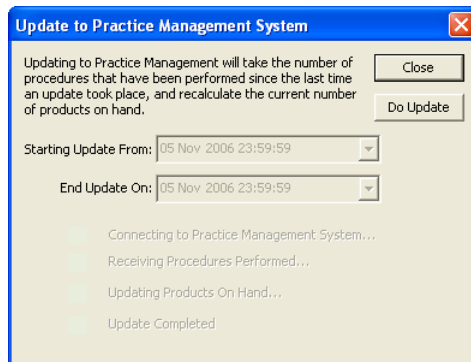 Update to Practice Management System
Updating to Practice Management will take the number of
procedures that have been performed since the last time
an update took place, and recalculate the current number
of products on hand.
Close
Do Update
Starting Update From: 05 Nov 2006 23:59:59
End Update On: 05 Nov 2006 23:59:59
Connecting to Practice Management System...
Receiving Procedures Performed...
Updating Products On Hand...
Update Completed